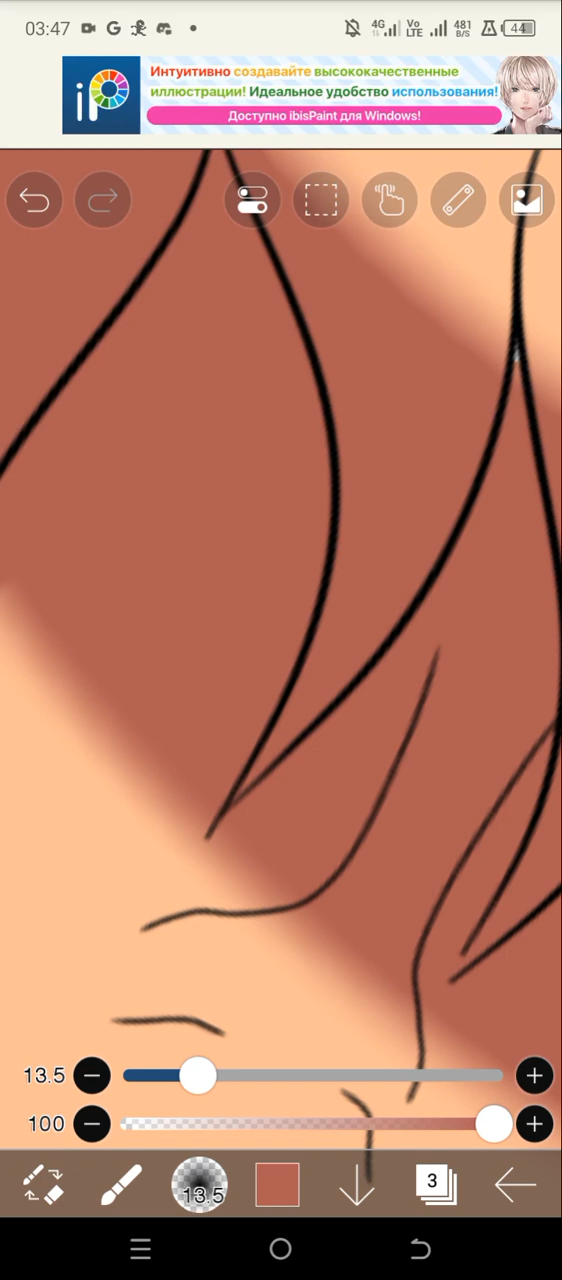 03:47
4G
Vo
LTE
481
B/S
44
iP
Интуитивно создавайте высококачественные
иллюстрации! Идеальное удобство использования!
Доступно ibisPaint для Windows!
13.5
100
13.5
3